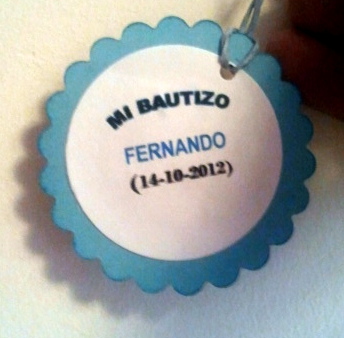 MI BAUTIZO
FERNANDO
(14-10-2012)